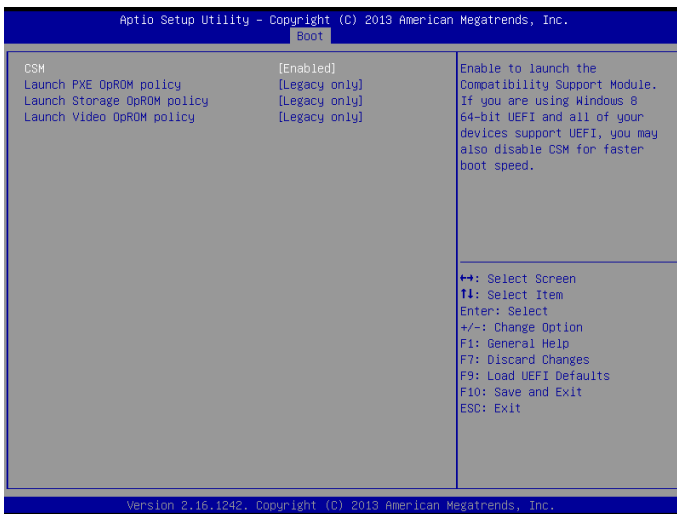 Aptio Setup Utility – Copyright (C) 2013 American Megatrends, Inc.
Boot
CSM [Enabled]
Launch PXE OpROM policy [Legacy only]
Launch Storage OpROM policy [Legacy only]
Launch Video OpROM policy [Legacy only]
Enable to launch the
Compatibility Support Module.
If you are using Windows 8
64-bit UEFI and all of your
devices support UEFI, you may
also disable CSM for faster
boot speed.
↔: Select Screen
↑↓: Select Item
Enter: Select
+/-: Change Option
F1: General Help
F7: Discard Changes
F9: Load UEFI Defaults
F10: Save and Exit
ESC: Exit
Version 2.16.1242. Copyright (C) 2013 American Megatrends, Inc.